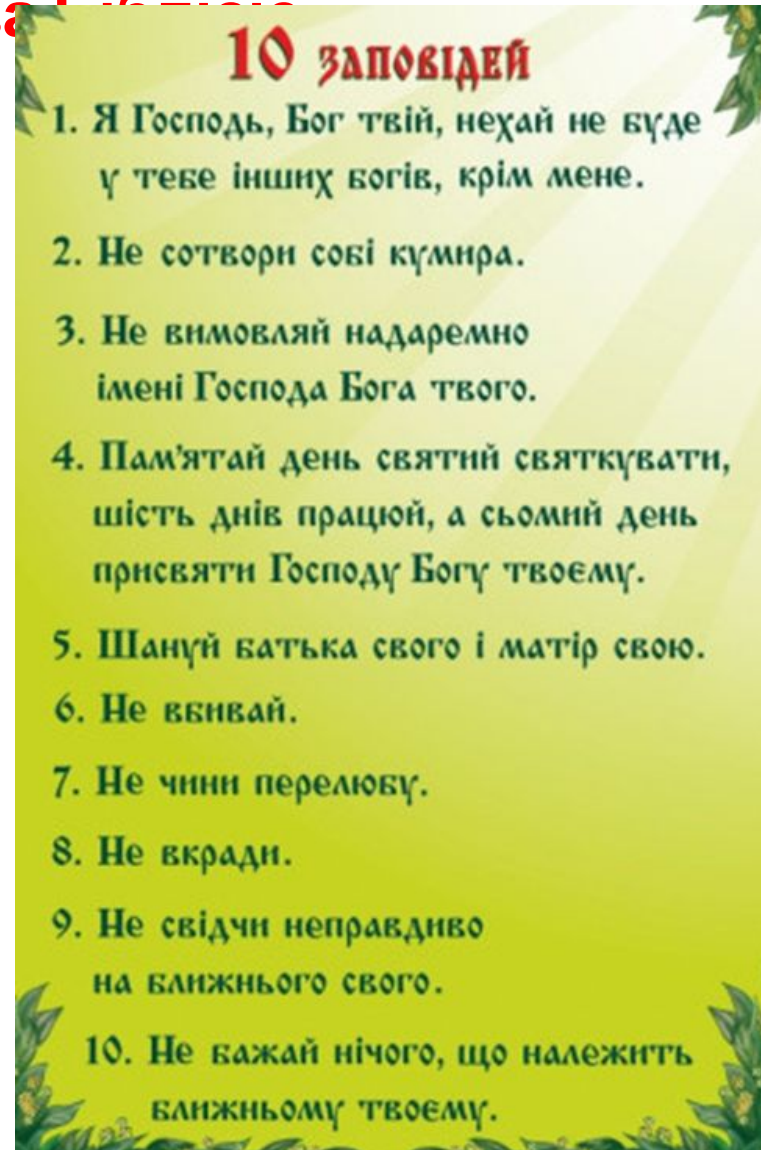 10 заповідей
1. Я Господь, Бог твій, нехай не буде
у тебе інших богів, крім мене.
2. Не сотвори собі кумира.
3. Не вимовляй надаремно
імені Господа Бога твого.
4. Пам'ятай день святий святкувати,
шість днів працюй, а сьомий день
присвяти Господу Богу твоєму.
5. Шануй батька свого і матір свою.
6. Не вбивай.
7. Не чини перелюбу.
8. Не вкради.
9. Не свідчи неправдиво
на ближнього свого.
10. Не бажай нічого, що належить
ближньому твоєму.